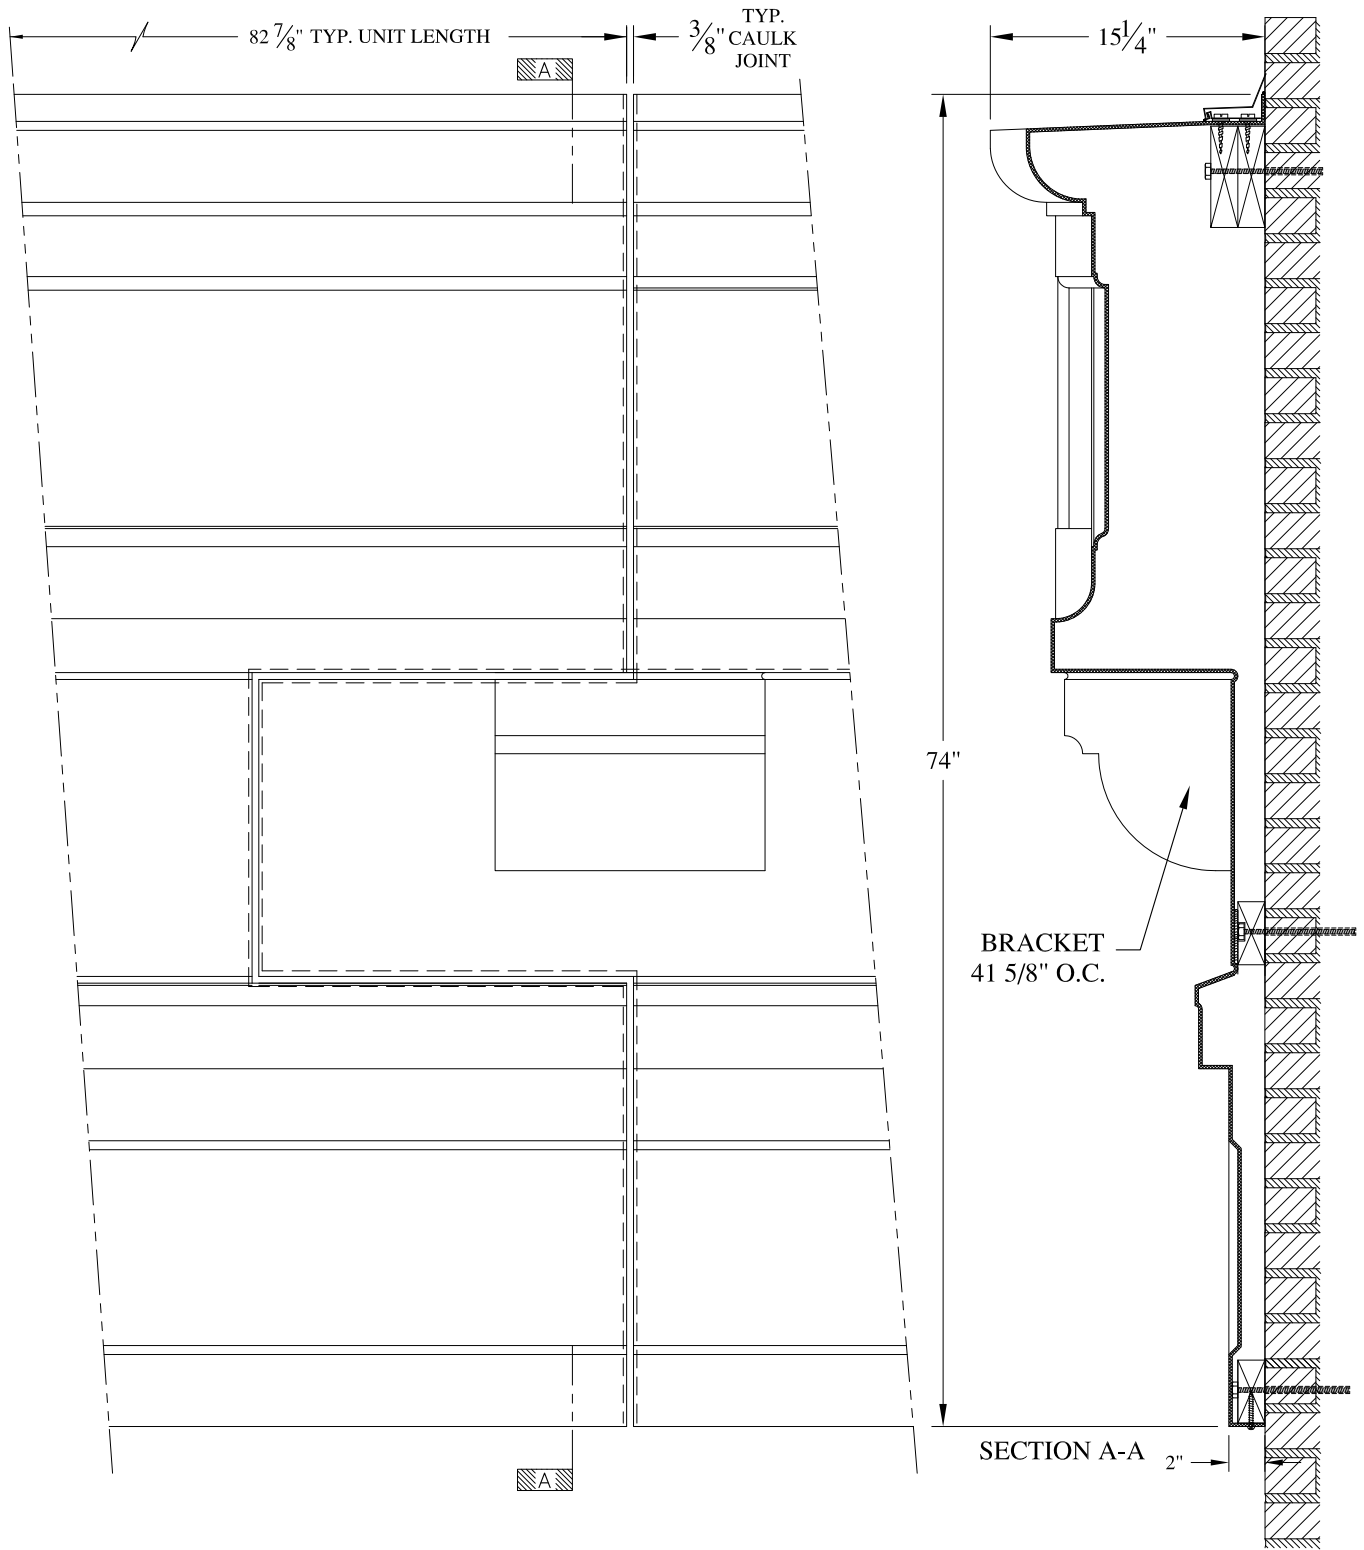 82 7/8" TYP. UNIT LENGTH
3/8" TYP.
CAULK
JOINT
15 1/4"
A
74"
BRACKET
41 5/8" O.C.
SECTION A-A
2"
A